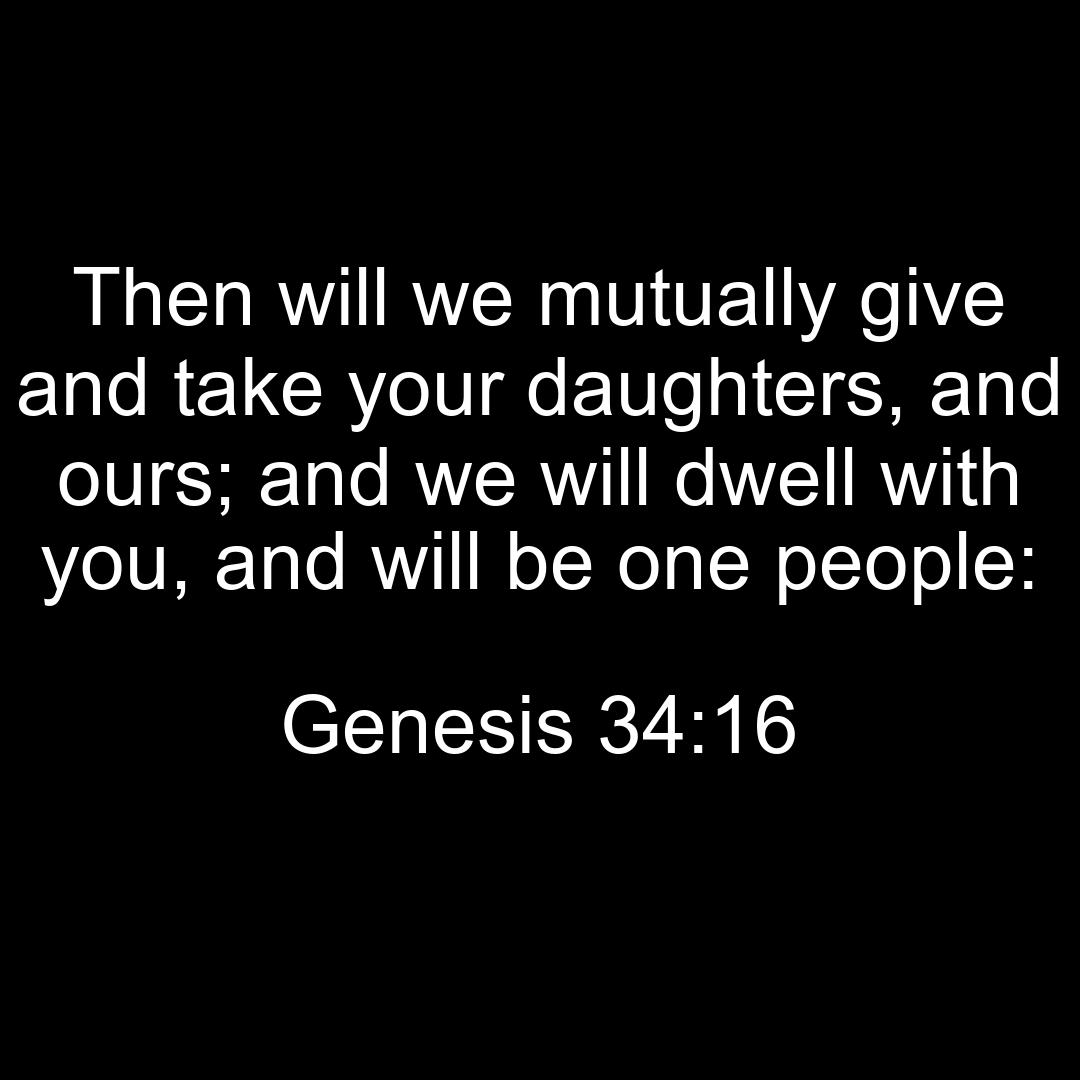 Then will we mutually give
and take your daughters, and
ours; and we will dwell with
you, and will be one people:
Genesis 34:16